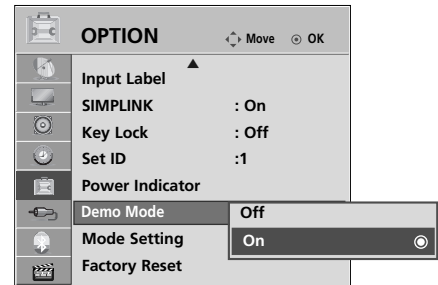 OPTION Move OK
Input Label
SIMPLINK : On
Key Lock : Off
Set ID :1
Power Indicator
Demo Mode Off
Mode Setting On
Factory Reset